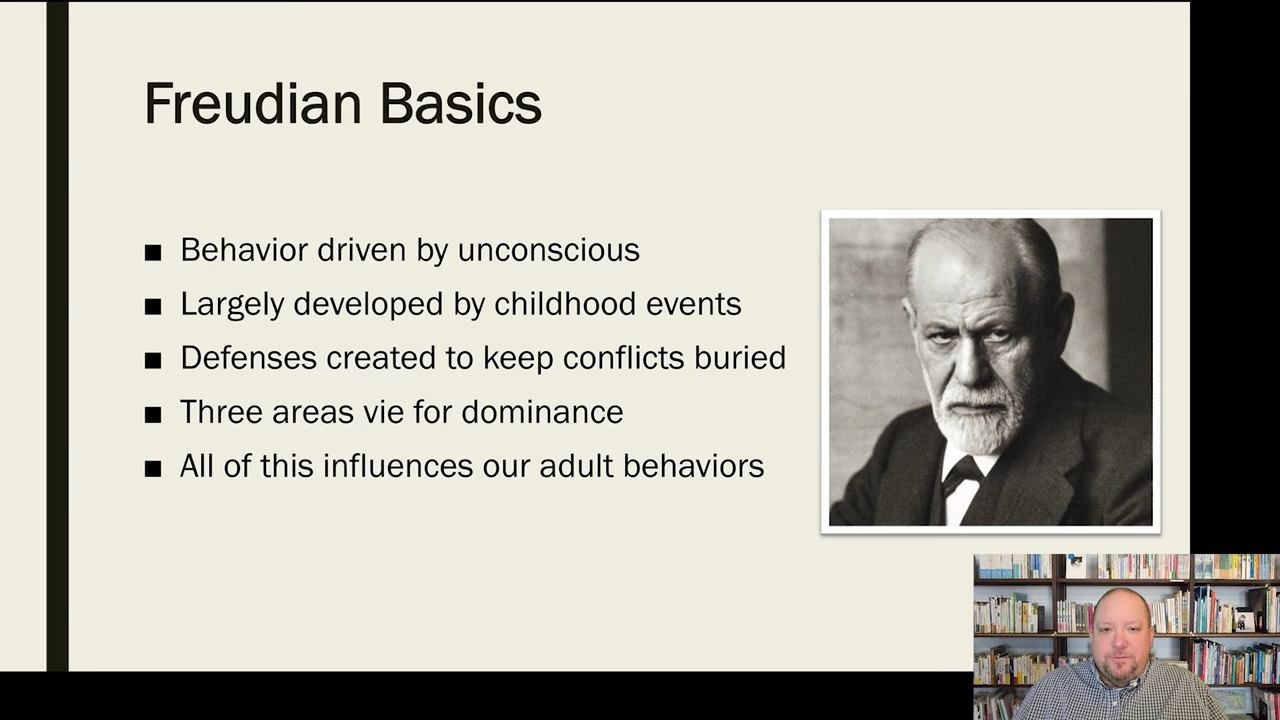 Freudian Basics
■ Behavior driven by unconscious
■ Largely developed by childhood events
■ Defenses created to keep conflicts buried
■ Three areas vie for dominance
■ All of this influences our adult behaviors